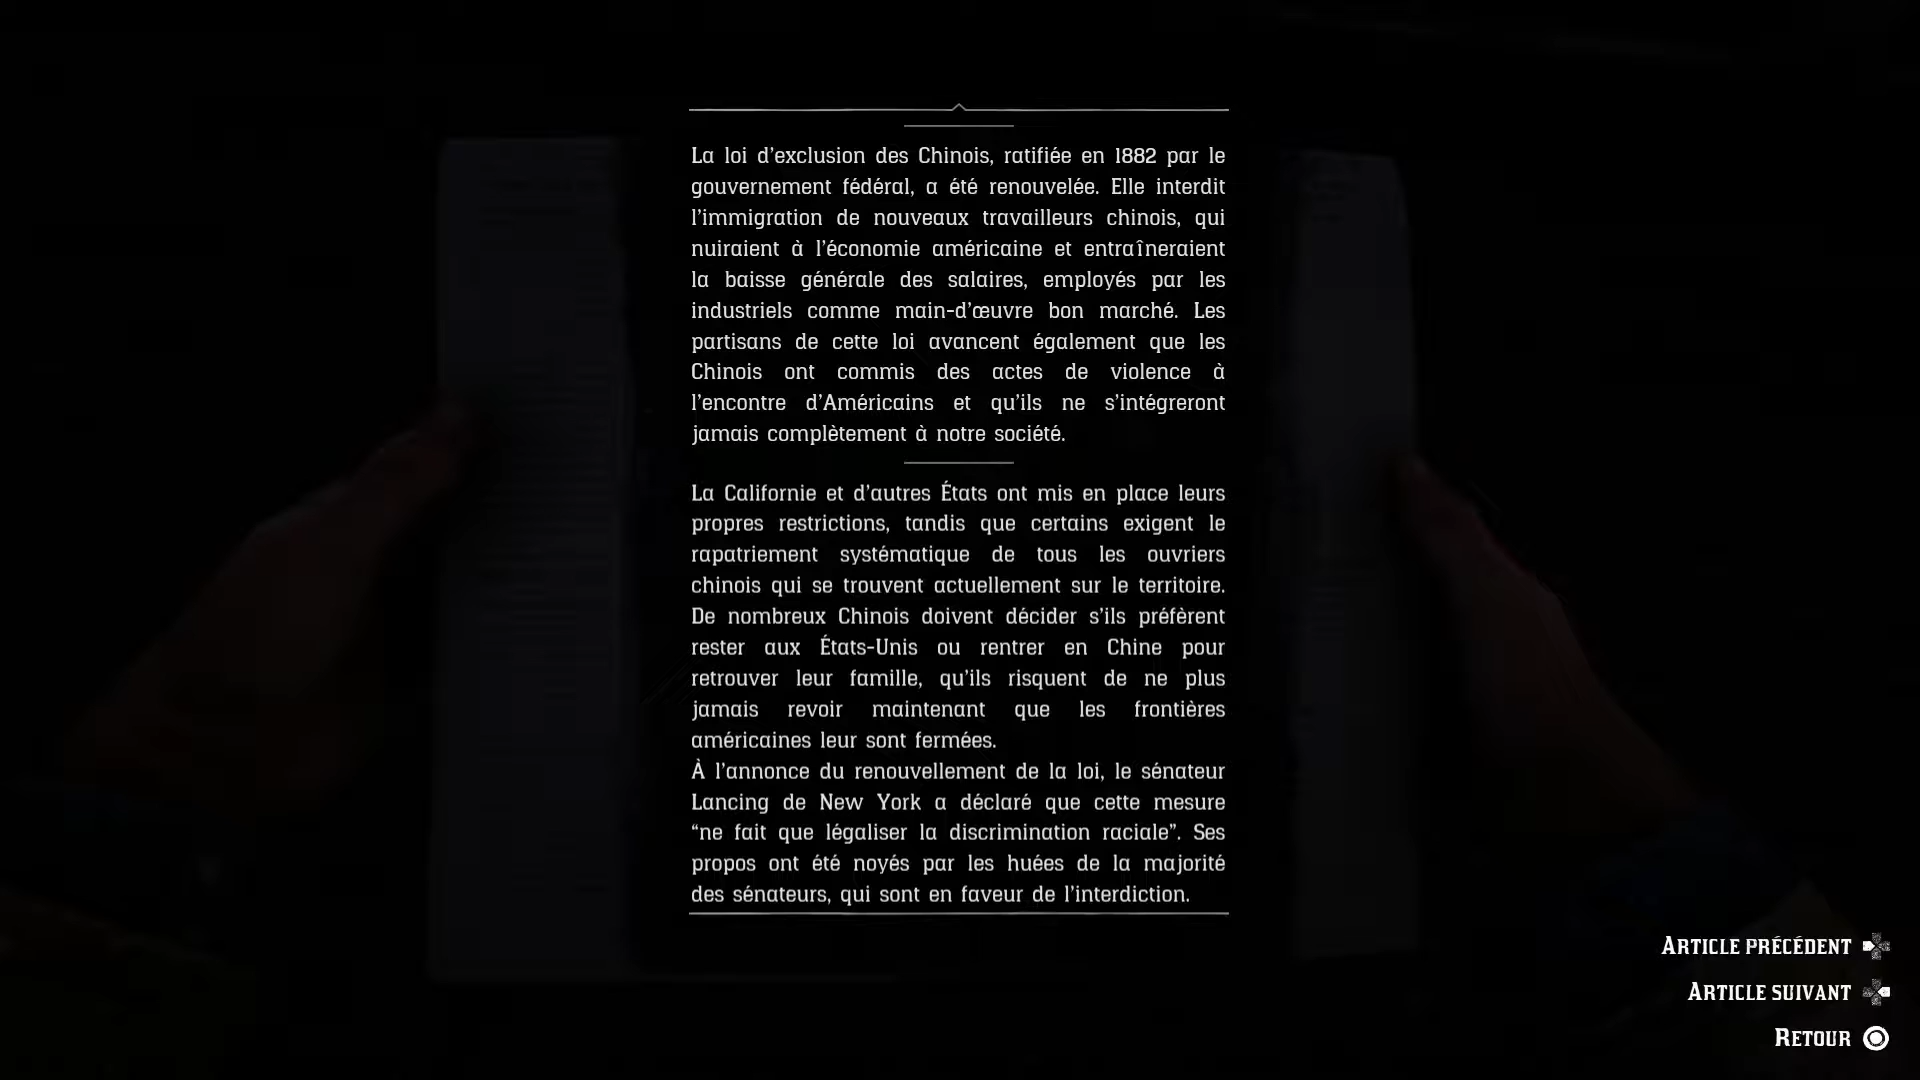 La loi d'exclusion des Chinois, ratifiée en 1882 par le
gouvernement fédéral, a été renouvelée. Elle interdit
l'immigration de nouveaux travailleurs chinois, qui
nuiraient à l'économie américaine et entraîneraient
la baisse générale des salaires, employés par les
industriels comme main-d'œuvre bon marché. Les
partisans de cette loi avancent également que les
Chinois ont commis des actes de violence à
l'encontre d'Américains et qu'ils ne s'intégreront
jamais complètement à notre société.
La Californie et d'autres États ont mis en place leurs
propres restrictions, tandis que certains exigent le
rapatriement systématique de tous les ouvriers
chinois qui se trouvent actuellement sur le territoire.
De nombreux Chinois doivent décider s'ils préfèrent
rester aux États-Unis ou rentrer en Chine pour
retrouver leur famille, qu'ils risquent de ne plus
jamais revoir maintenant que les frontières
américaines leur sont fermées.
À l'annonce du renouvellement de la loi, le sénateur
Lancing de New York a déclaré que cette mesure
“ne fait que légaliser la discrimination raciale”. Ses
propos ont été noyés par les huées de la majorité
des sénateurs, qui sont en faveur de l'interdiction.
ARTICLE PRÉCÉDENT
ARTICLE SUIVANT
RETOUR